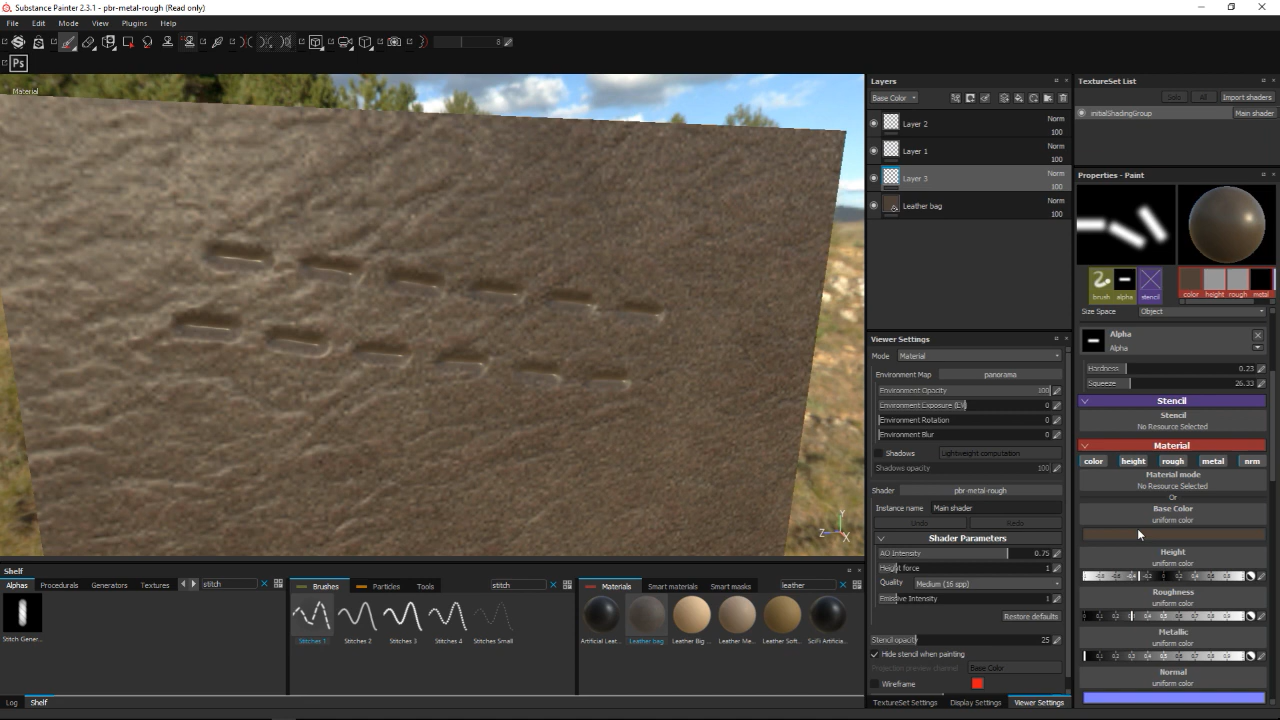 Substance Painter 2.3.1 - pbr-metal-rough (Read only)
File Edit Mode View Plugins Help
8
Ps
Material
Layers
Base Color
Layer 2 Norm 100
Layer 1 Norm 100
Layer 3 Norm 100
Leather bag Norm 100
Viewer Settings
Mode Material
Environment Map panorama
Environment Opacity 100
Environment Exposure (EV) 0
Environment Rotation 0
Environment Blur 0
Shadows Lightweight computation
Shadows opacity 100
Shader pbr-metal-rough
Instance name Main shader
Undo Redo
Shader Parameters
AO Intensity 0.75
Height force 1
Quality Medium (16 spp)
Emissive Intensity 1
Restore defaults
Stencil opacity 25
Hide stencil when painting
Projection preview channel Base Color
Wireframe
TextureSet Settings Display Settings Viewer Settings
TextureSet List
Solo All Import shaders
initialShadingGroup Main shader
Properties - Paint
brush alpha stencil color height rough metal
Size Space Object
Alpha
Alpha
Hardness 0.23
Squeeze 26.33
Stencil
Stencil
No Resource Selected
Material
color height rough metal nrm
Material mode
No Resource Selected
Or
Base Color
uniform color
Height
uniform color
Roughness
uniform color
Metallic
uniform color
Normal
uniform color
Y
Z X
Shelf
Alphas Procedurals Generators Textures stitch
Stitch Gener...
Brushes Particles Tools stitch
Stitches 1 Stitches 2 Stitches 3 Stitches 4 Stitches Small
Materials Smart materials Smart masks leather
Artificial Leat... Leather bag Leather Big ... Leather Me... Leather Soft... SciFi Artificia...
Log Shelf